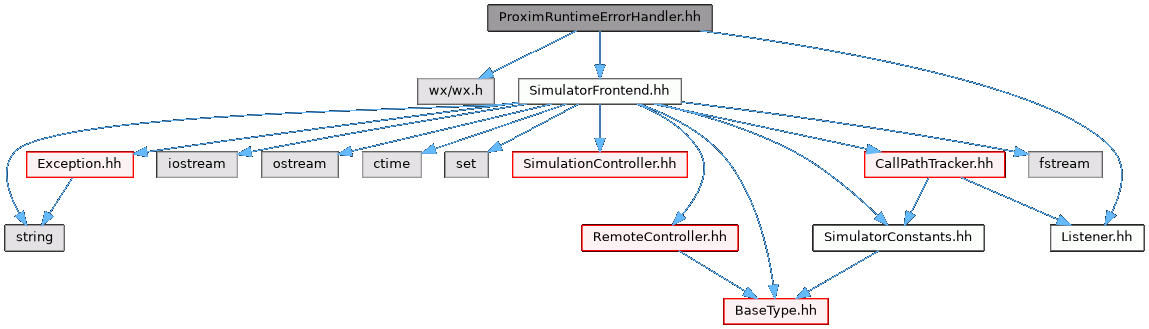 ProximRuntimeErrorHandler.hh
wx/wx.h
SimulatorFrontend.hh
Exception.hh
iostream
ostream
ctime
set
SimulationController.hh
CallPathTracker.hh
fstream
string
RemoteController.hh
SimulatorConstants.hh
Listener.hh
BaseType.hh